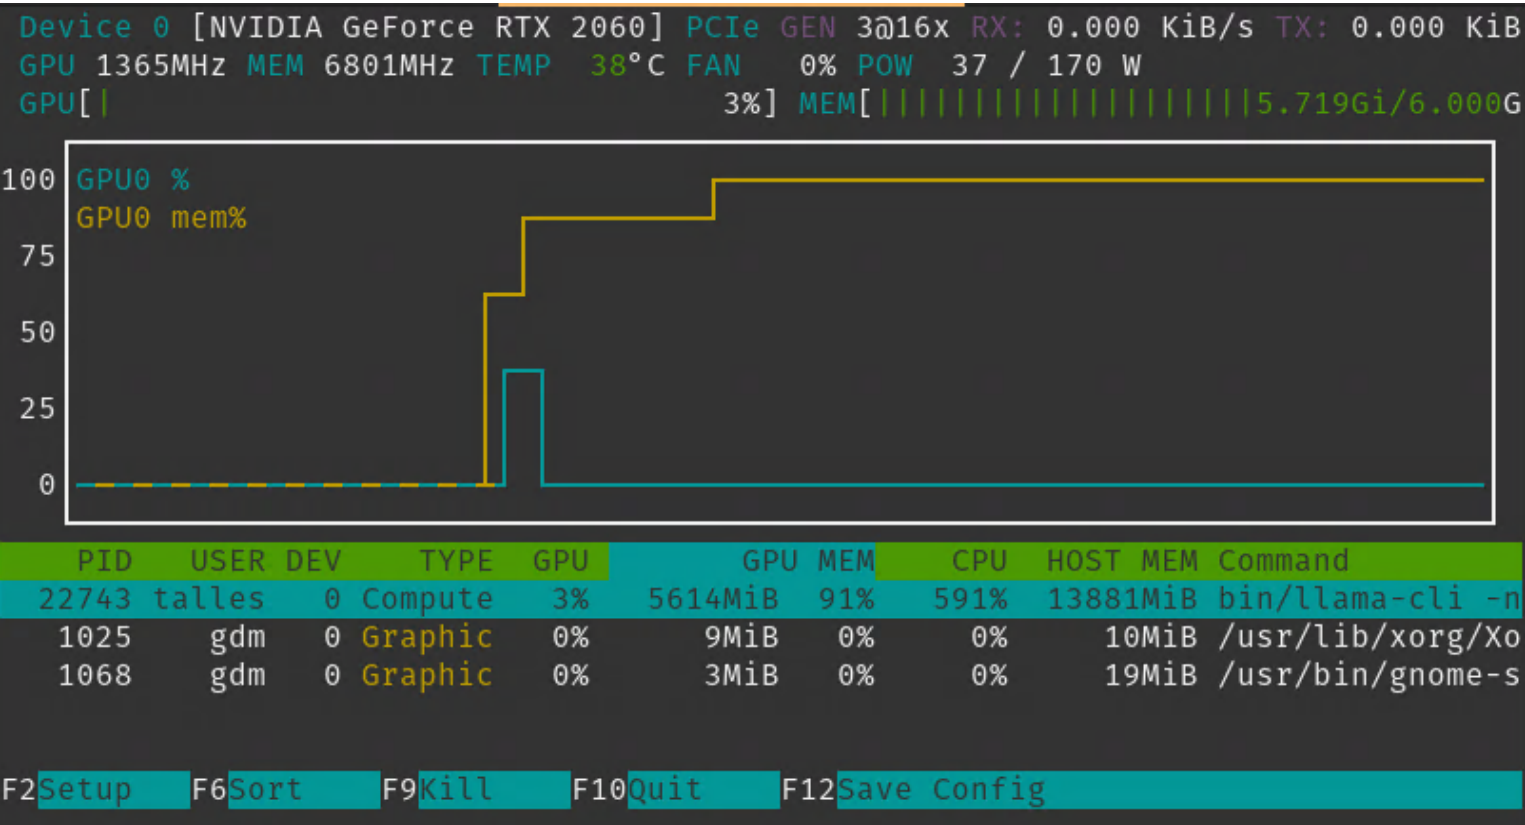 Device 0 [NVIDIA GeForce RTX 2060] PCIe GEN 3@16x RX: 0.000 KiB/s TX: 0.000 KiB
GPU 1365MHz MEM 6801MHz TEMP 38°C FAN 0% POW 37 / 170 W
GPU[| 3%] MEM[||||||||||||||||||||5.719Gi/6.000G
100 GPU0 %
GPU0 mem%
75
50
25
0
PID USER DEV TYPE GPU GPU MEM CPU HOST MEM Command
22743 talles 0 Compute 3% 5614MiB 91% 591% 13881MiB bin/llama-cli -n
1025 gdm 0 Graphic 0% 9MiB 0% 0% 10MiB /usr/lib/xorg/Xo
1068 gdm 0 Graphic 0% 3MiB 0% 0% 19MiB /usr/bin/gnome-s
F2Setup F6Sort F9Kill F10Quit F12Save Config